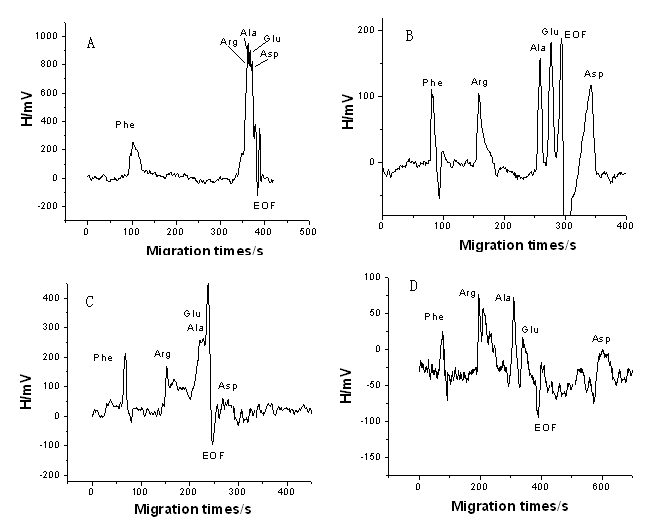 A
Ala
Arg
Glu
Asp
Phe
EOF
1000
800
600
400
200
0
-200
H/mV
0
100
200
300
400
500
Migration times/s
B
Glu
EOF
Ala
Asp
Phe
Arg
200
100
0
H/mV
0
100
200
300
400
Migration times/s
C
Glu
Ala
Phe
Arg
Asp
EOF
400
300
200
100
0
-100
-200
H/mV
0
100
200
300
400
Migration times/s
D
Arg
Ala
Phe
Glu
Asp
EOF
100
50
0
-50
-100
-150
H/mV
0
200
400
600
Migration times/s